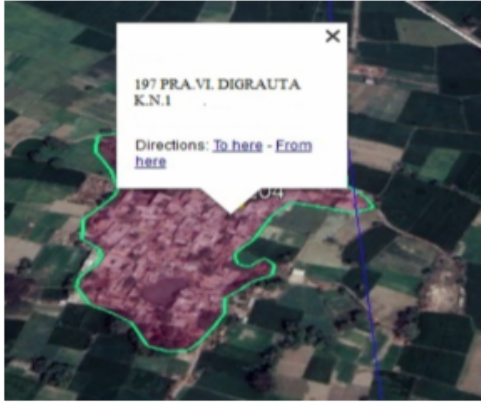 197 PRA.VI. DIGRAUTA
K.N.1
Directions: To here - From
here